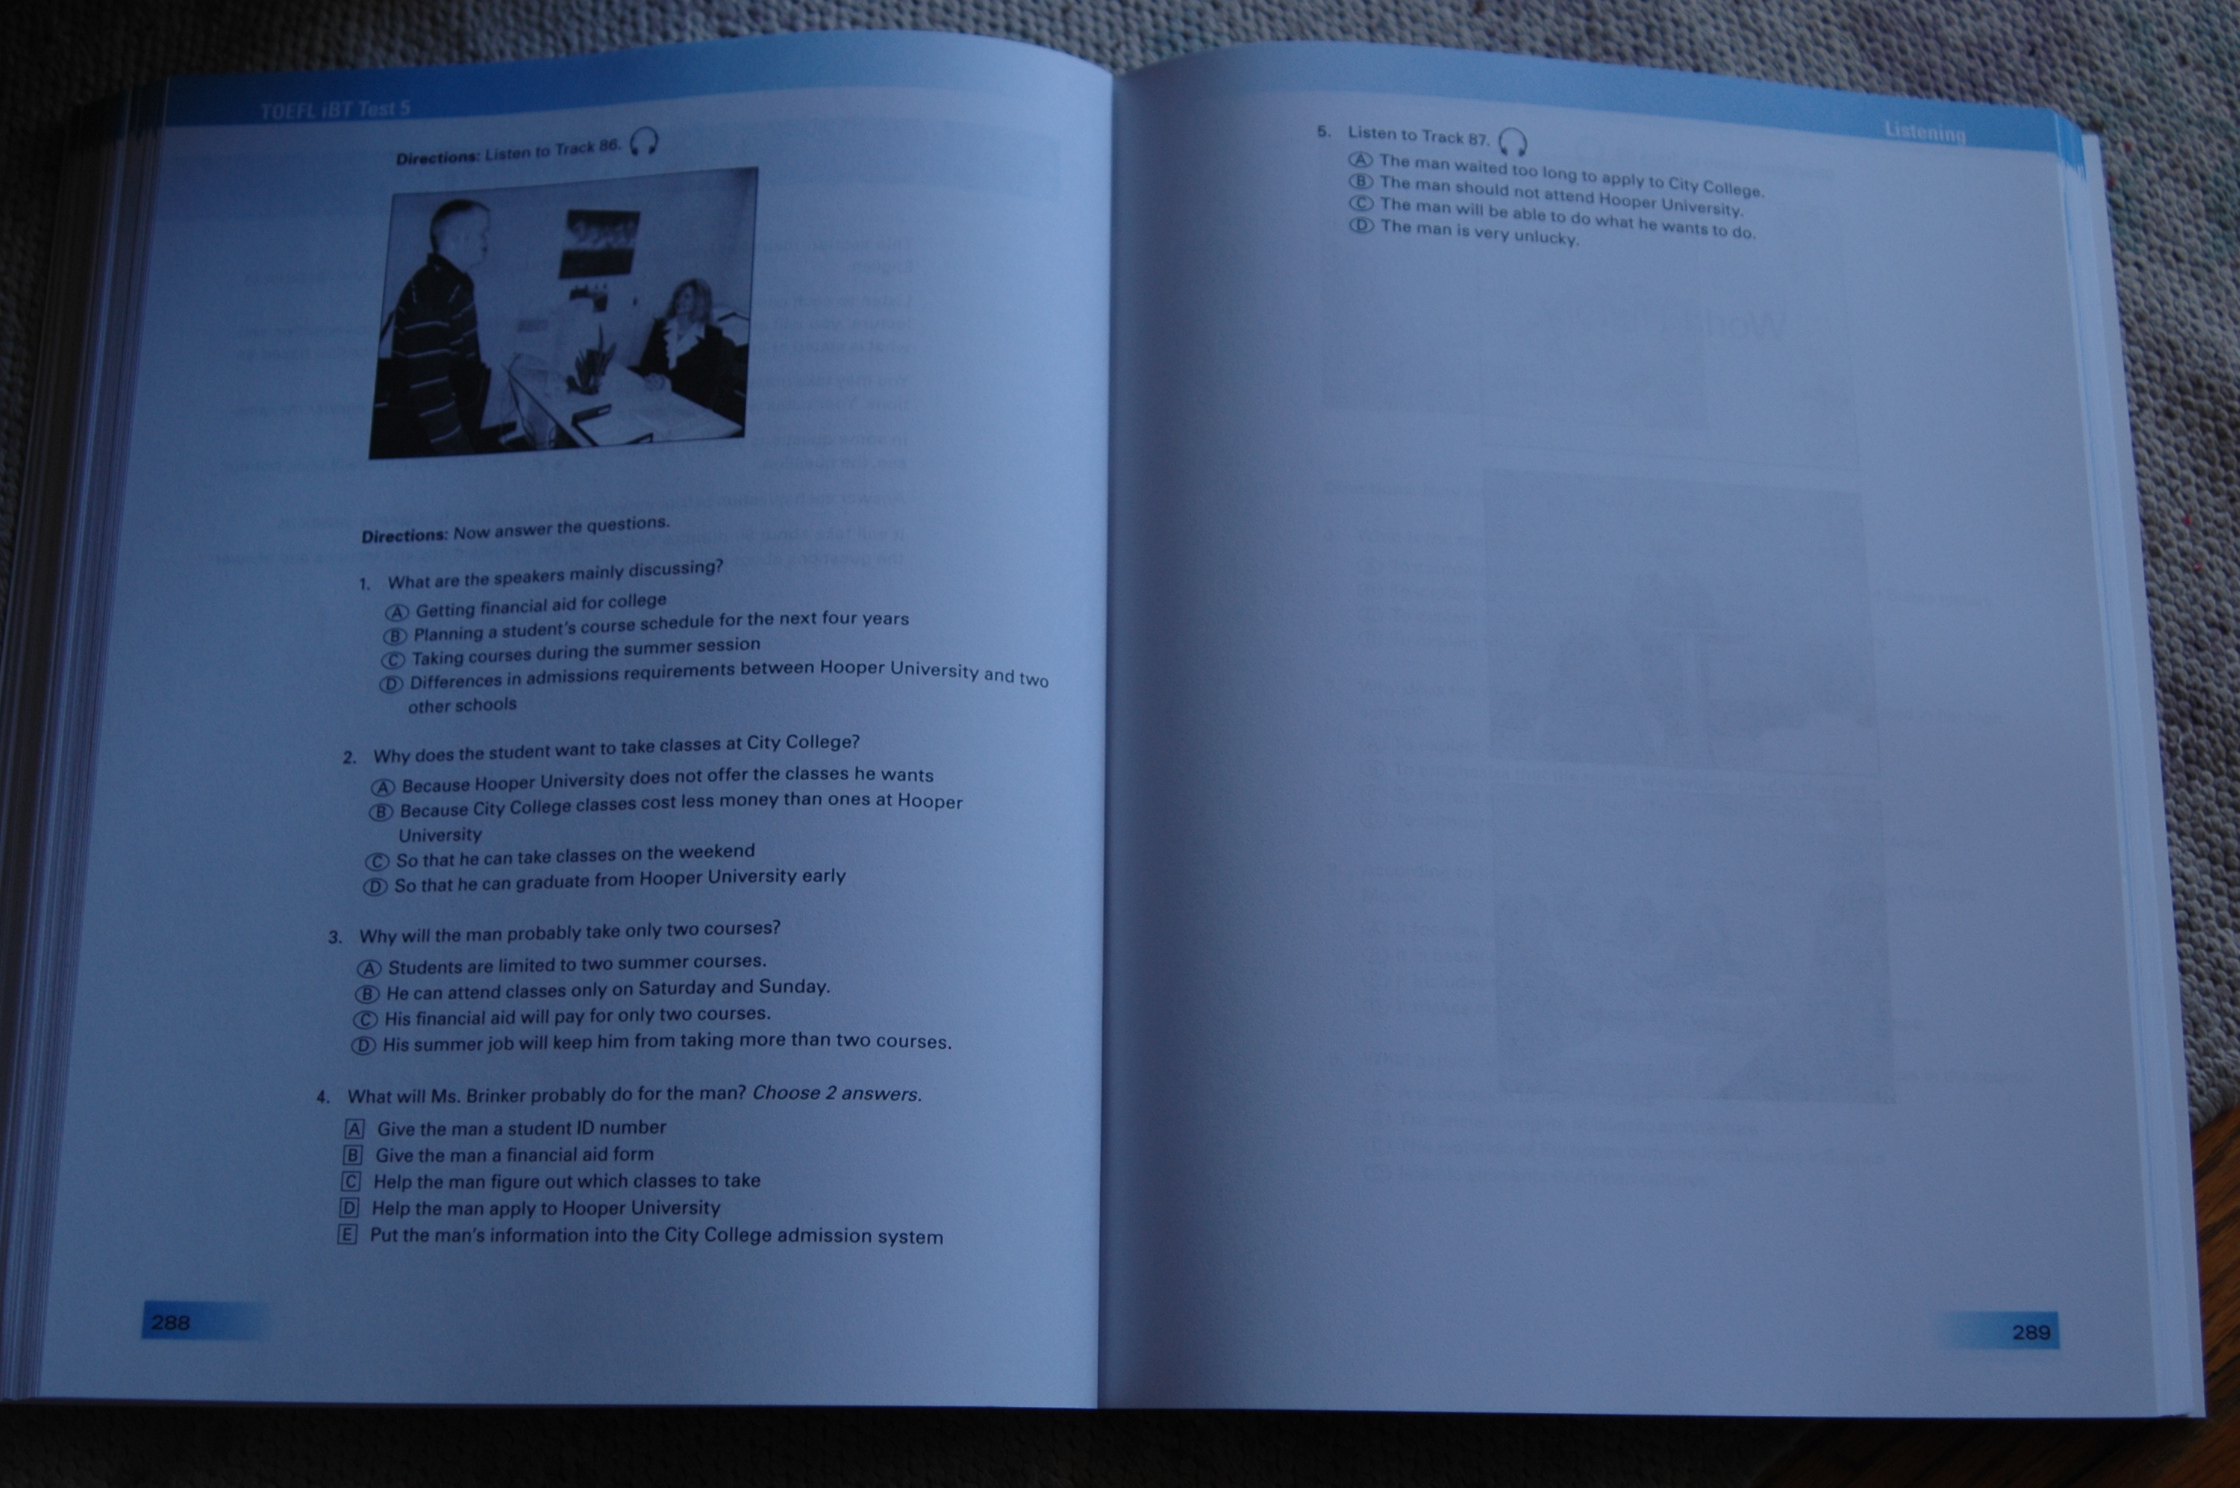 TOEFL iBT Test 5
Directions: Listen to Track 86.
Directions: Now answer the questions.
1. What are the speakers mainly discussing?
A Getting financial aid for college
B Planning a student's course schedule for the next four years
C Taking courses during the summer session
D Differences in admissions requirements between Hooper University and two
other schools
2. Why does the student want to take classes at City College?
A Because Hooper University does not offer the classes he wants
B Because City College classes cost less money than ones at Hooper
University
C So that he can take classes on the weekend
D So that he can graduate from Hooper University early
3. Why will the man probably take only two courses?
A Students are limited to two summer courses.
B He can attend classes only on Saturday and Sunday.
C His financial aid will pay for only two courses.
D His summer job will keep him from taking more than two courses.
4. What will Ms. Brinker probably do for the man? Choose 2 answers.
A Give the man a student ID number
B Give the man a financial aid form
C Help the man figure out which classes to take
D Help the man apply to Hooper University
E Put the man's information into the City College admission system
288
Listening
5. Listen to Track 87.
A The man waited too long to apply to City College.
B The man should not attend Hooper University.
C The man will be able to do what he wants to do.
D The man is very unlucky.
289